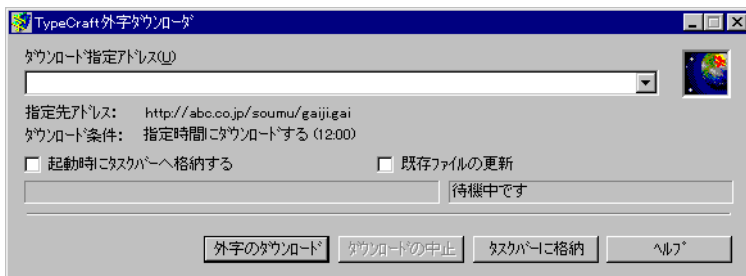 TypeCraft外字ﾀﾞｳﾝﾛｰﾀﾞ
ﾀﾞｳﾝﾛｰﾄﾞ指定ｱﾄﾞﾚｽ(U)
指定先ｱﾄﾞﾚｽ: http://abc.co.jp/soumu/gaiji.gai
ﾀﾞｳﾝﾛｰﾄﾞ条件: 指定時間にﾀﾞｳﾝﾛｰﾄﾞする (12:00)
起動時にﾀｽｸﾊﾞｰへ格納する 既存ﾌｧｲﾙの更新
待機中です
外字のﾀﾞｳﾝﾛｰﾄﾞ ﾀﾞｳﾝﾛｰﾄﾞの中止 ﾀｽｸﾊﾞｰに格納 ﾍﾙﾌﾟ